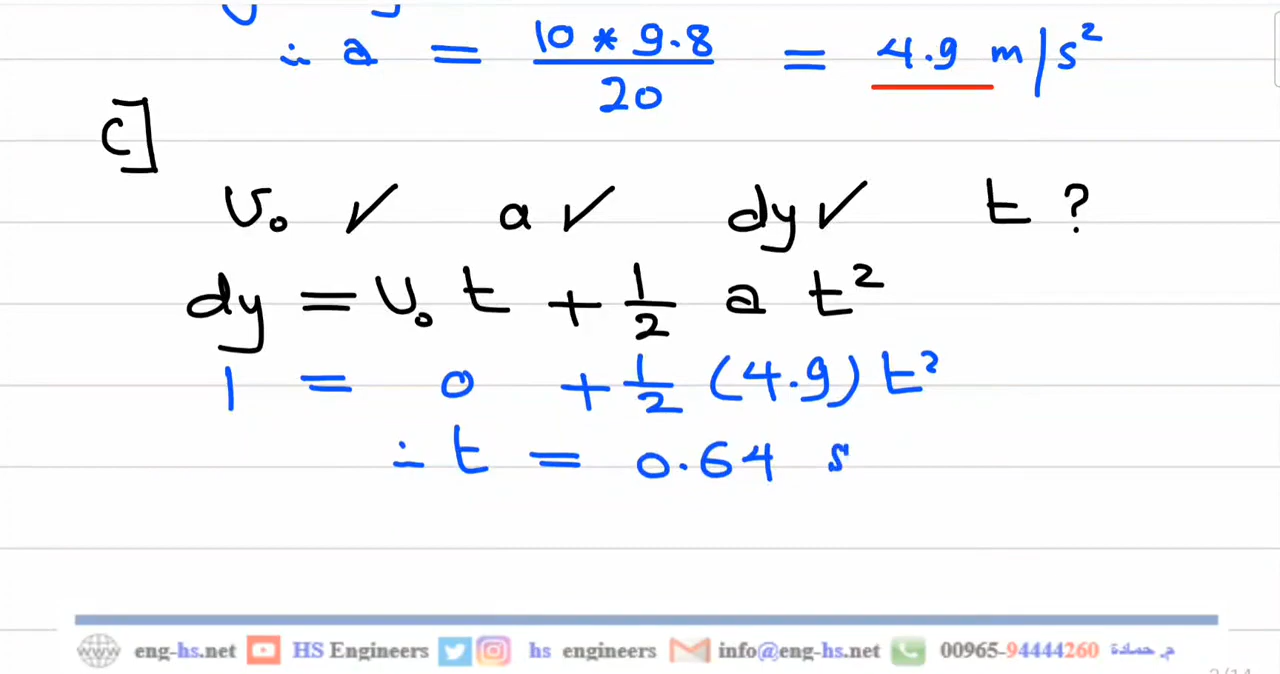 ∴ a = 10 * 9.8 / 20 = 4.9 m/s²
C]
v₀ ✓ a ✓ dy ✓ t ?
dy = v₀ t + 1/2 a t²
1 = 0 + 1/2 (4.9) t²
∴ t = 0.64 s
www eng-hs.net HS Engineers hs engineers info@eng-hs.net 00965-94444260 م. حمادة